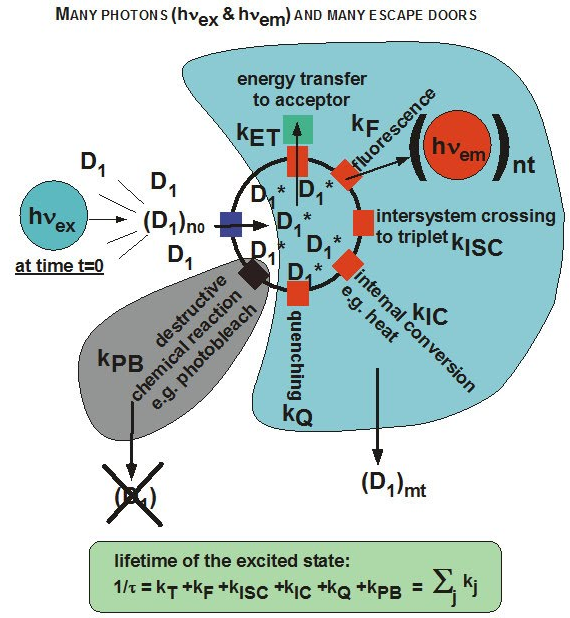 MANY PHOTONS (hνex & hνem) AND MANY ESCAPE DOORS
energy transfer
to acceptor
kET
kF
fluorescence
(hνem)nt
D1
D1
hνex
(D1)n0
D1
at time t=0
D1*
D1*
D1*
D1*
D1*
D1*
intersystem crossing
to triplet kISC
internal conversion
e.g. heat
kIC
quenching
kQ
destructive
chemical reaction
e.g. photobleach
kPB
(D1)
(D1)mt
lifetime of the excited state:
1/τ = kT +kF +kISC +kIC +kQ +kPB = ∑j kj